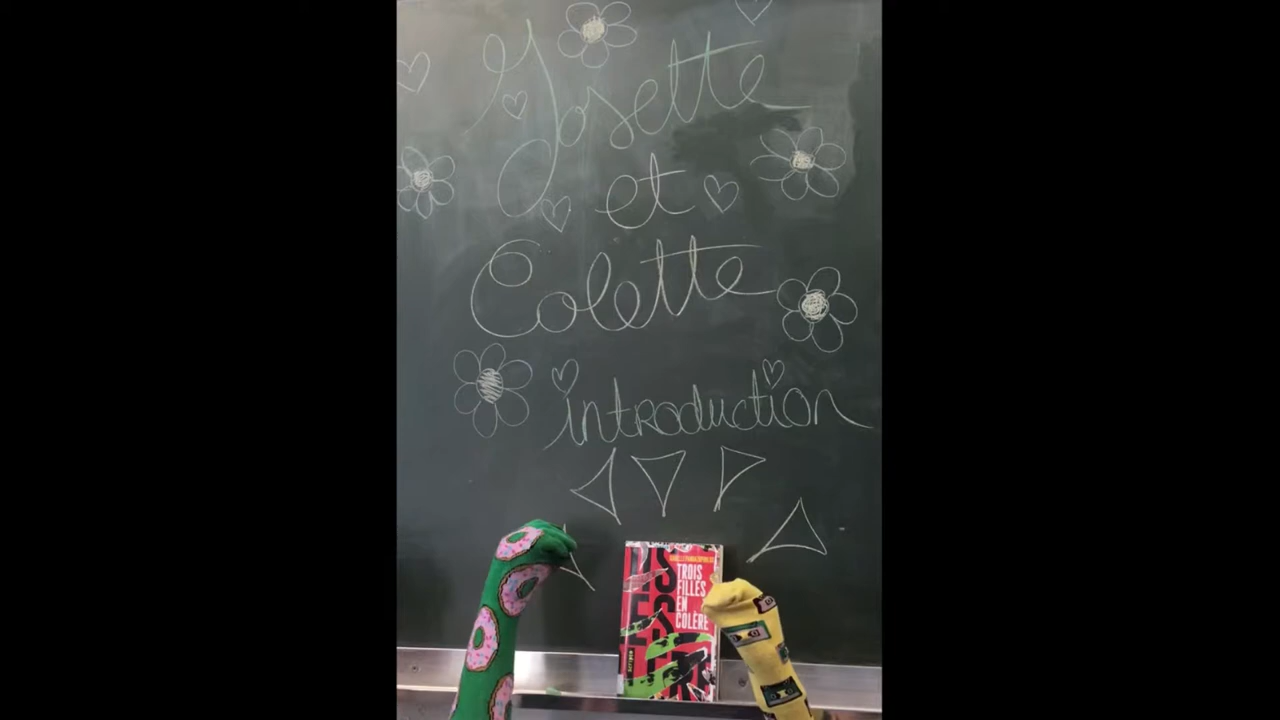 Josette
et
Colette
introduction
TROIS
FILLES
EN
COLÈRE